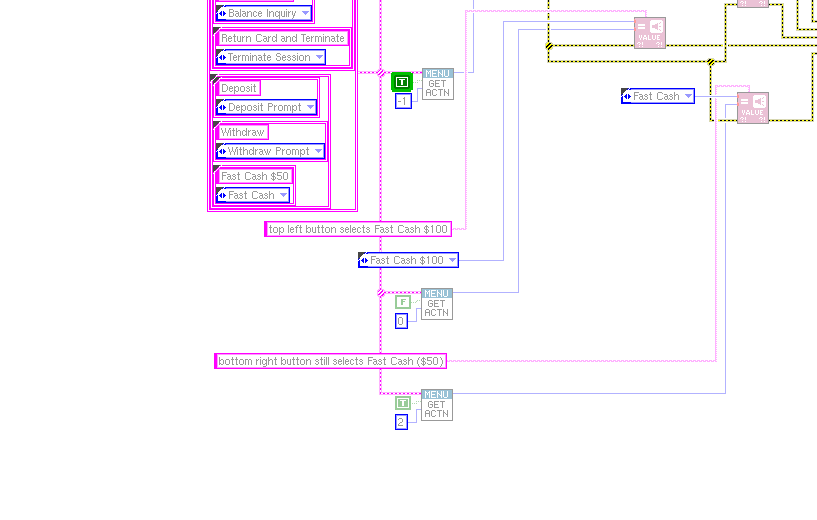 Balance Inquiry
Return Card and Terminate
Terminate Session
Deposit
Deposit Prompt
Withdraw
Withdraw Prompt
Fast Cash $50
Fast Cash
T
-1
MENU
GET
ACTN
=
VALUE
?!
?!
Fast Cash
=
VALUE
?!
?!
top left button selects Fast Cash $100
Fast Cash $100
F
0
MENU
GET
ACTN
bottom right button still selects Fast Cash ($50)
T
2
MENU
GET
ACTN